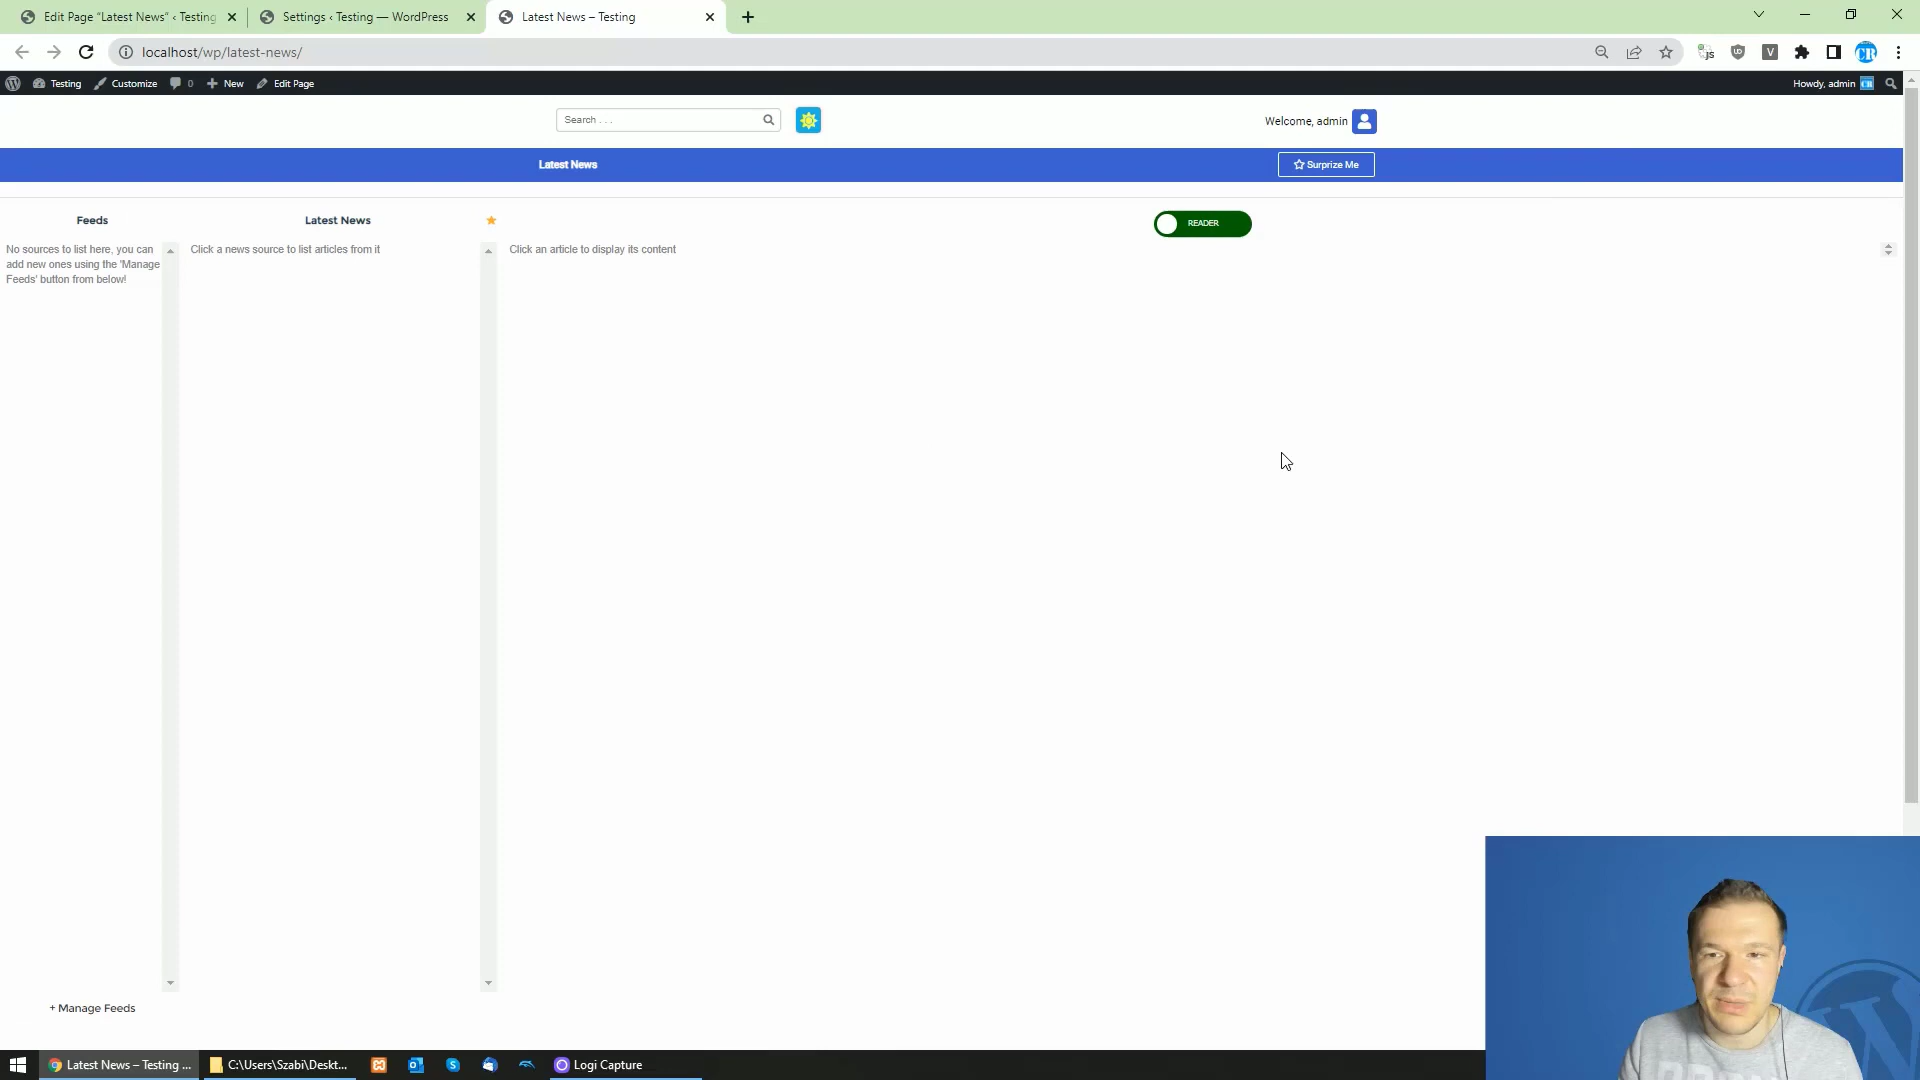 Edit Page “Latest News” ‹ Testing
Settings ‹ Testing — WordPress
Latest News – Testing
localhost/wp/latest-news/
Testing
Customize
0
New
Edit Page
Howdy, admin
Search . . .
Welcome, admin
Latest News
Surprize Me
Feeds
Latest News
READER
No sources to list here, you can
add new ones using the 'Manage
Feeds' button from below!
Click a news source to list articles from it
Click an article to display its content
+ Manage Feeds
Latest News – Testing ...
C:\Users\Szabi\Deskt...
Logi Capture